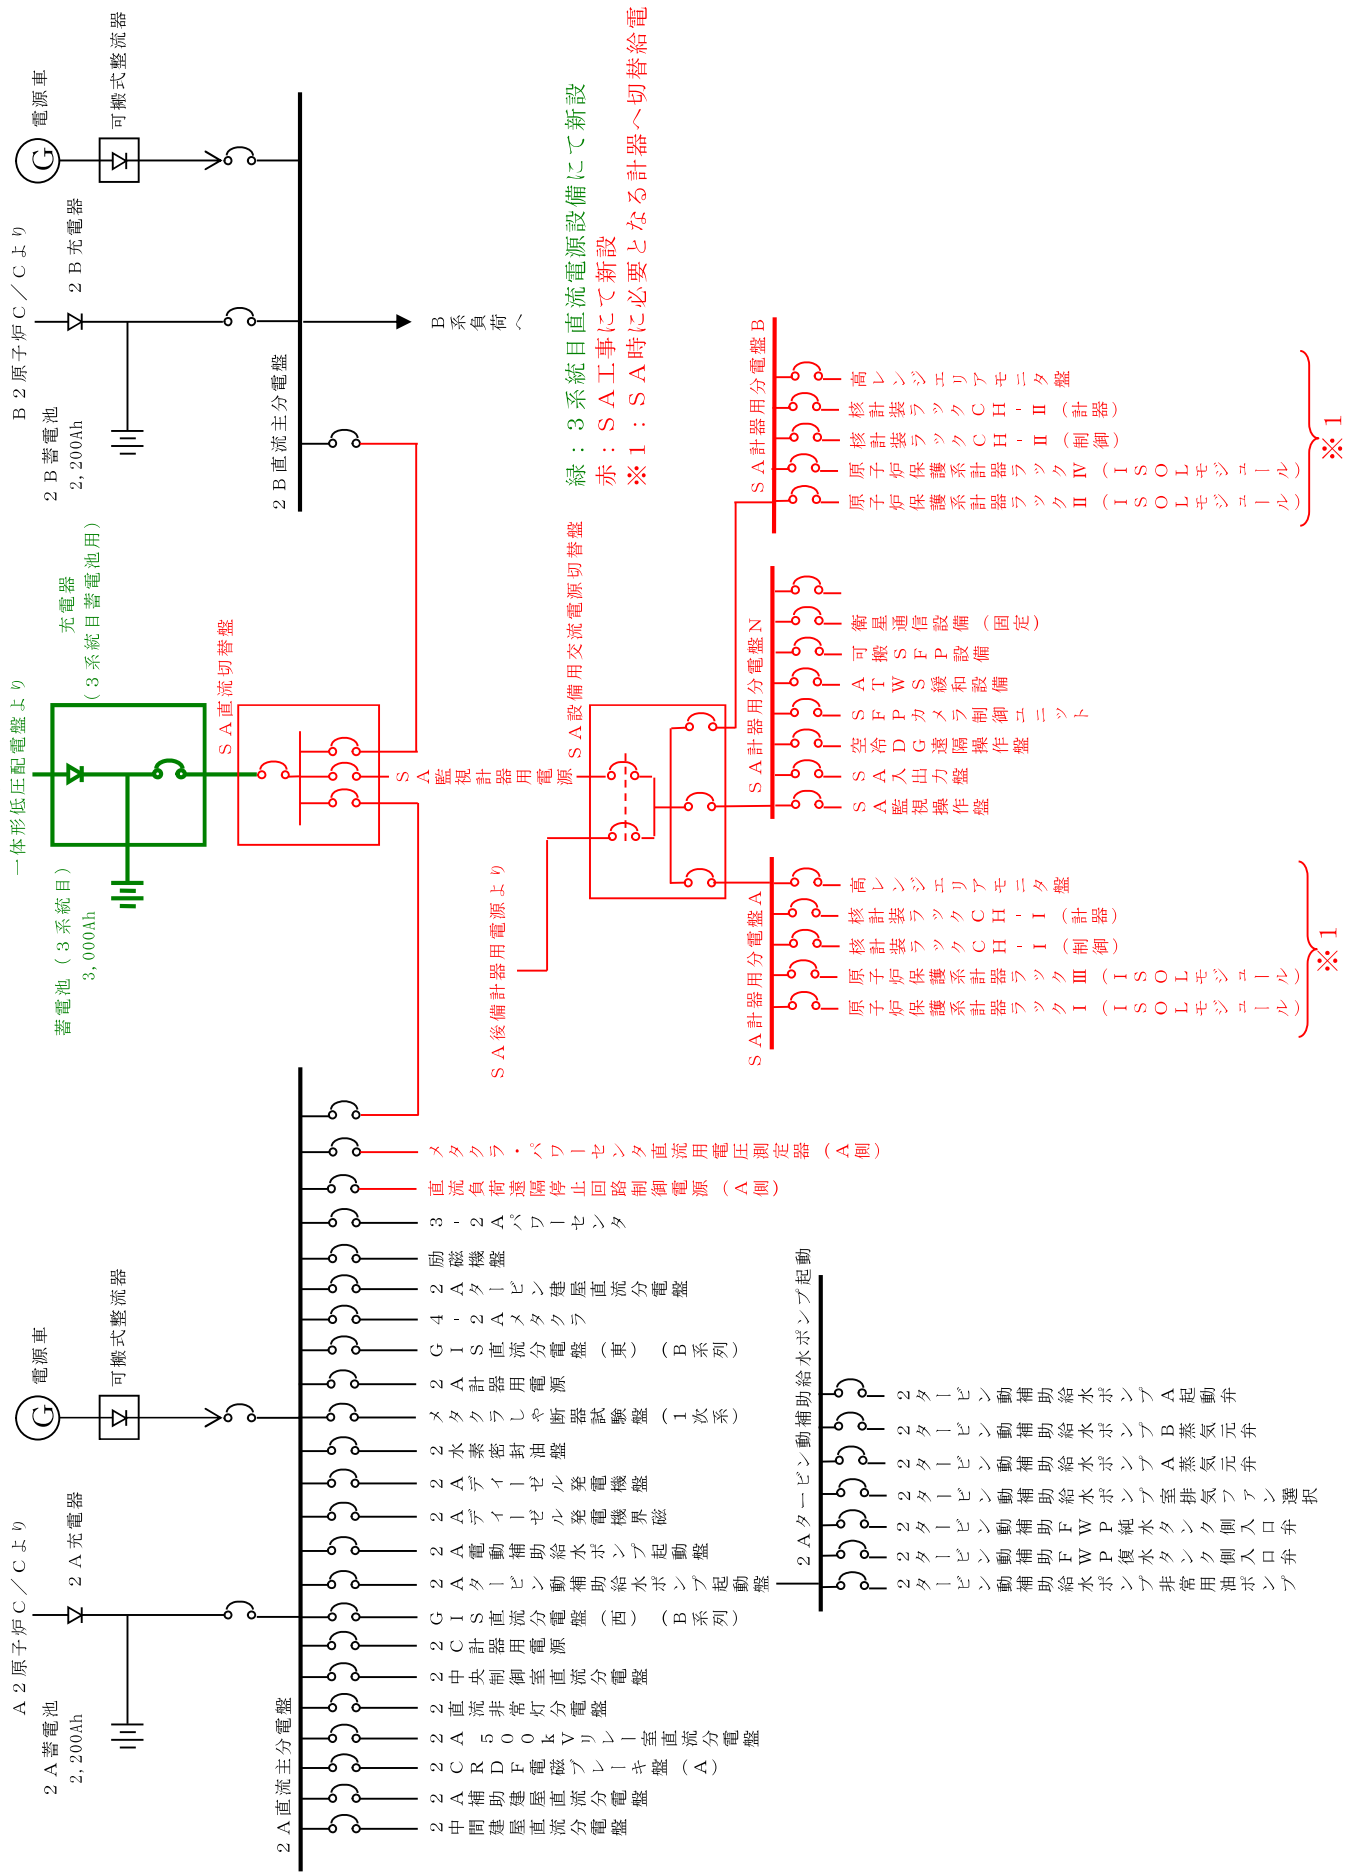 A2原子炉C/Cより
2A蓄電池
2,200Ah
2A充電器
電源車
G
可搬式整流器
2A直流主分電盤
2中間建屋直流分電盤
2A補助建屋直流分電盤
2CRDF電磁ブレーキ盤(A)
2A 500kVリレー室直流分電盤
2直流非常灯分電盤
2中央制御室直流分電盤
2C計器用電源
GIS直流分電盤(西) (B系列)
2Aタービン動補助給水ポンプ起動盤
2A電動補助給水ポンプ起動盤
2Aディーゼル発電機界磁
2Aディーゼル発電機盤
2水素密封油盤
メタクラしゃ断器試験盤(1次系)
2A計器用電源
GIS直流分電盤(東) (B系列)
4-2Aメタクラ
2Aタービン建屋直流分電盤
励磁機盤
3-2Aパワーセンタ
直流負荷遠隔停止回路制御電源(A側)
メタクラ・パワーセンタ直流用電圧測定器(A側)
2Aタービン動補助給水ポンプ起動
2タービン動補助給水ポンプ非常用油ポンプ
2タービン動補助FWP復水タンク側入口弁
2タービン動補助FWP純水タンク側入口弁
2タービン動補助給水ポンプ室排気ファン選択
2タービン動補助給水ポンプA蒸気元弁
2タービン動補助給水ポンプB蒸気元弁
2タービン動補助給水ポンプA起動弁
一体形低圧配電盤より
蓄電池(3系統目)
3,000Ah
充電器
(3系統目蓄電池用)
SA直流切替盤
SA監視計器用電源
SA後備計器用電源より
SA設備用交流電源切替盤
SA計器用分電盤A
原子炉保護系計器ラックⅠ(ISOLモジュール)
原子炉保護系計器ラックⅢ(ISOLモジュール)
核計装ラックCH-Ⅰ(制御)
核計装ラックCH-Ⅰ(計器)
高レンジエリアモニタ盤
※1
SA計器用分電盤N
SA監視操作盤
SA入出力盤
空冷DG遠隔操作盤
SFPカメラ制御ユニット
ATWS緩和設備
可搬SFP設備
衛星通信設備(固定)
SA計器用分電盤B
原子炉保護系計器ラックⅡ(ISOLモジュール)
原子炉保護系計器ラックⅣ(ISOLモジュール)
核計装ラックCH-Ⅱ(制御)
核計装ラックCH-Ⅱ(計器)
高レンジエリアモニタ盤
※1
B2原子炉C/Cより
2B蓄電池
2,200Ah
2B充電器
電源車
G
可搬式整流器
2B直流主分電盤
B系負荷へ
緑:3系統目直流電源設備にて新設
赤:SA工事にて新設
※1:SA時に必要となる計器へ切替給電